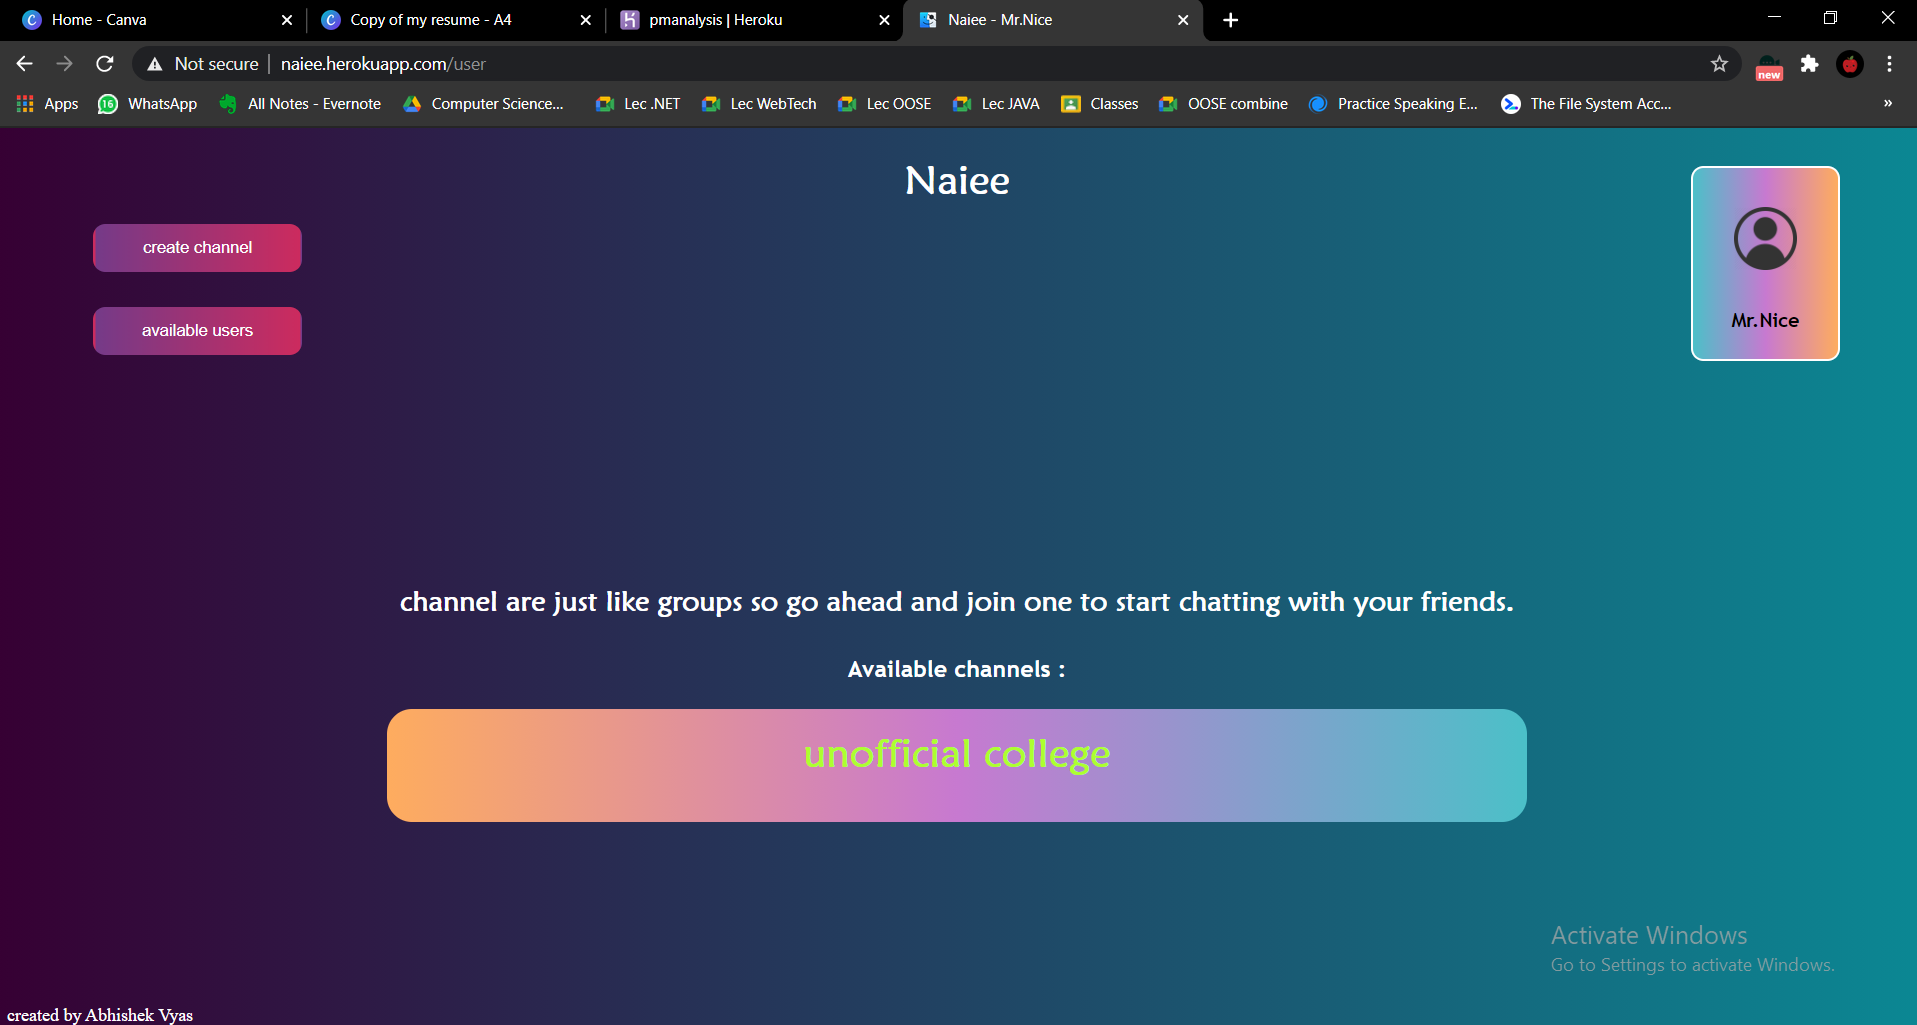 Home - Canva
Copy of my resume - A4
pmanalysis | Heroku
Naiee - Mr.Nice
Not secure
naiee.herokuapp.com/user
new
Apps
16
WhatsApp
All Notes - Evernote
Computer Science...
Lec .NET
Lec WebTech
Lec OOSE
Lec JAVA
Classes
OOSE combine
Practice Speaking E...
The File System Acc...
»
Naiee
create channel
available users
Mr.Nice
channel are just like groups so go ahead and join one to start chatting with your friends.
Available channels :
unofficial college
Activate Windows
Go to Settings to activate Windows.
created by Abhishek Vyas